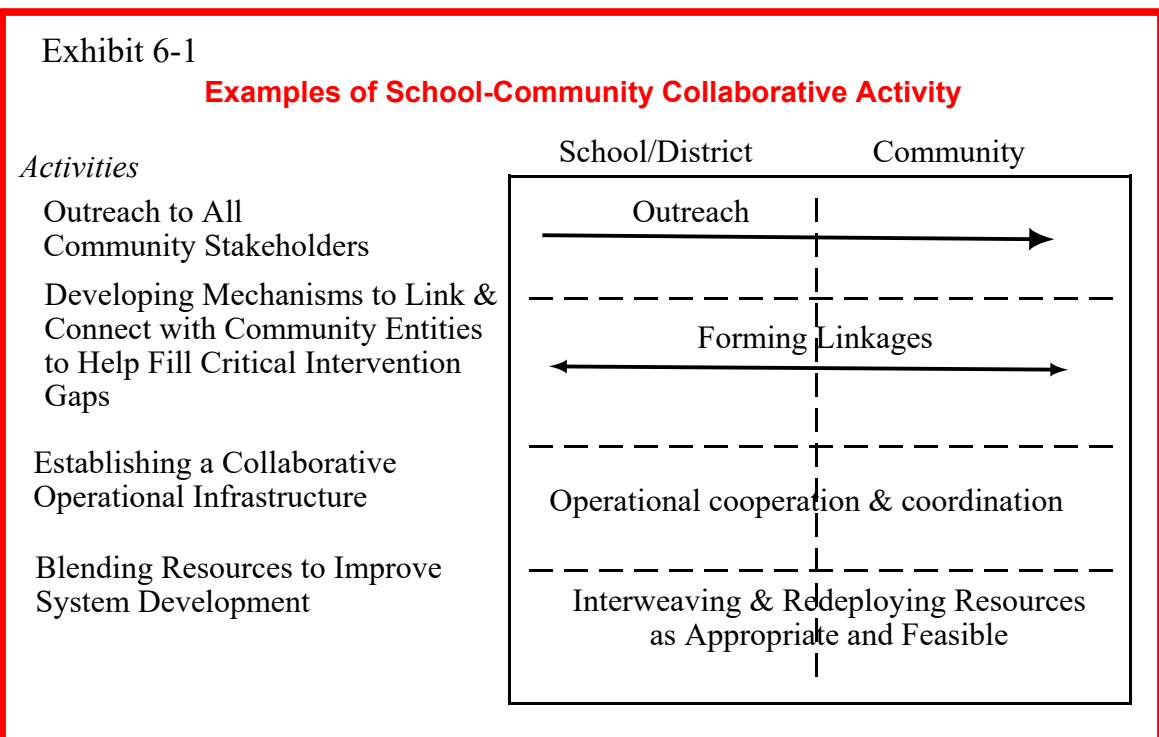 Exhibit 6-1
Examples of School-Community Collaborative Activity
Activities
School/District
Community
Outreach to All
Community Stakeholders
Outreach
Developing Mechanisms to Link &
Connect with Community Entities
to Help Fill Critical Intervention
Gaps
Forming Linkages
Establishing a Collaborative
Operational Infrastructure
Operational cooperation & coordination
Blending Resources to Improve
System Development
Interweaving & Redeploying Resources
as Appropriate and Feasible